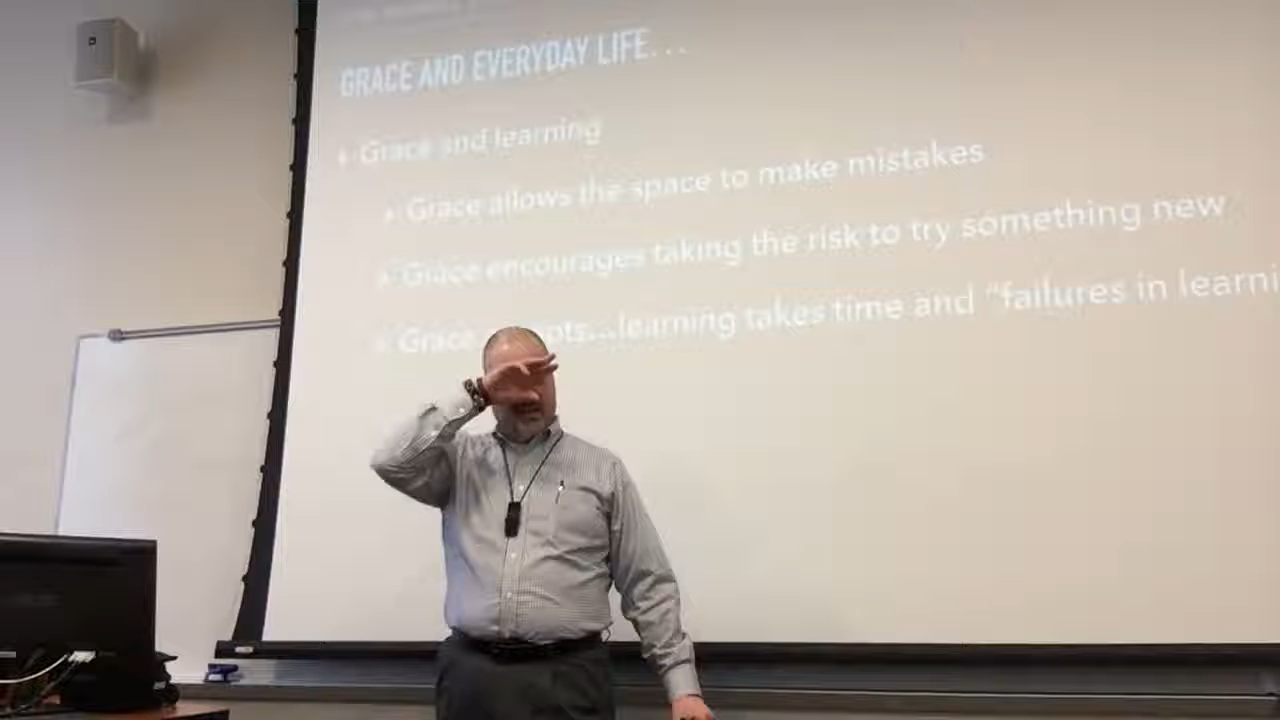 GRACE AND EVERYDAY LIFE...
Grace and learning
Grace allows the space to make mistakes
Grace encourages taking the risk to try something new
Grace ...learning takes time and "failures in learni